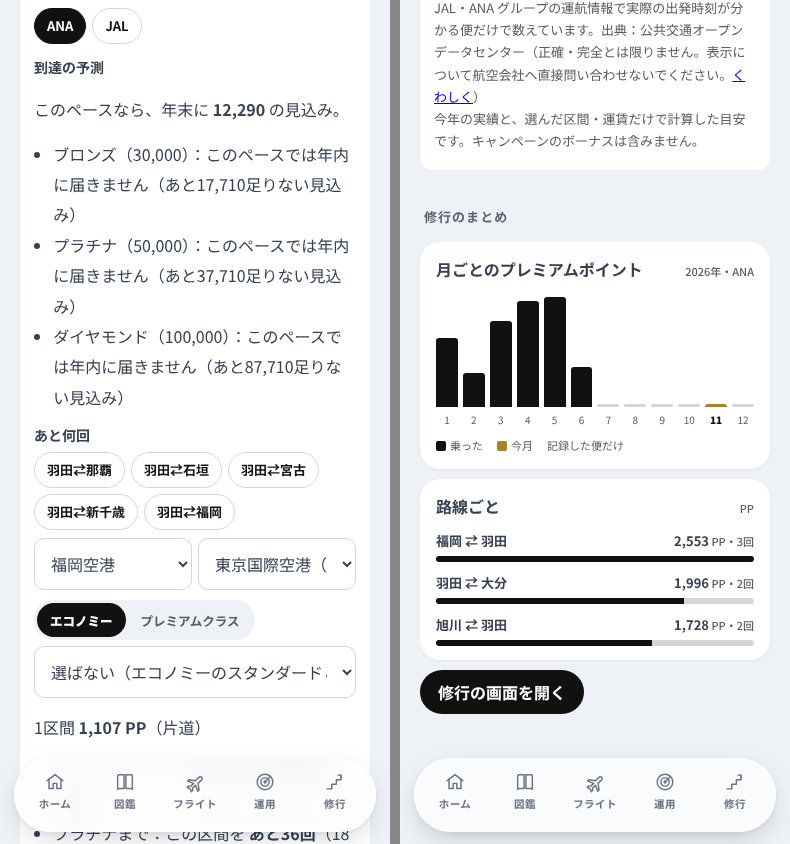 ANA
JAL
到達の予測
このペースなら、年末に 12,290 の見込み。
ブロンズ（30,000）：このペースでは年内
に届きません（あと17,710足りない見込
み）
プラチナ（50,000）：このペースでは年内
に届きません（あと37,710足りない見込
み）
ダイヤモンド（100,000）：このペースで
は年内に届きません（あと87,710足りな
い見込み）
あと何回
羽田⇄那覇
羽田⇄石垣
羽田⇄宮古
羽田⇄新千歳
羽田⇄福岡
福岡空港
東京国際空港（
エコノミー
プレミアムクラス
選ばない（エコノミーのスタンダード
1区間 1,107 PP（片道）
プラチナまで：この区間を あと36回（18
ホーム
図鑑
フライト
運用
修行
JAL・ANA グループの運航情報で実際の出発時刻が分
かる便だけで数えています。出典：公共交通オープン
データセンター（正確・完全とは限りません。表示に
ついて航空会社へ直接問い合わせないでください。く
わしく）
今年の実績と、選んだ区間・運賃だけで計算した目安
です。キャンペーンのボーナスは含みません。
修行のまとめ
月ごとのプレミアムポイント
2026年・ANA
1 2 3 4 5 6 7 8 9 10 11 12
乗った 今月 記録した便だけ
路線ごと
PP
福岡 ⇄ 羽田 2,553 PP・3回
羽田 ⇄ 大分 1,996 PP・2回
旭川 ⇄ 羽田 1,728 PP・2回
修行の画面を開く
ホーム
図鑑
フライト
運用
修行